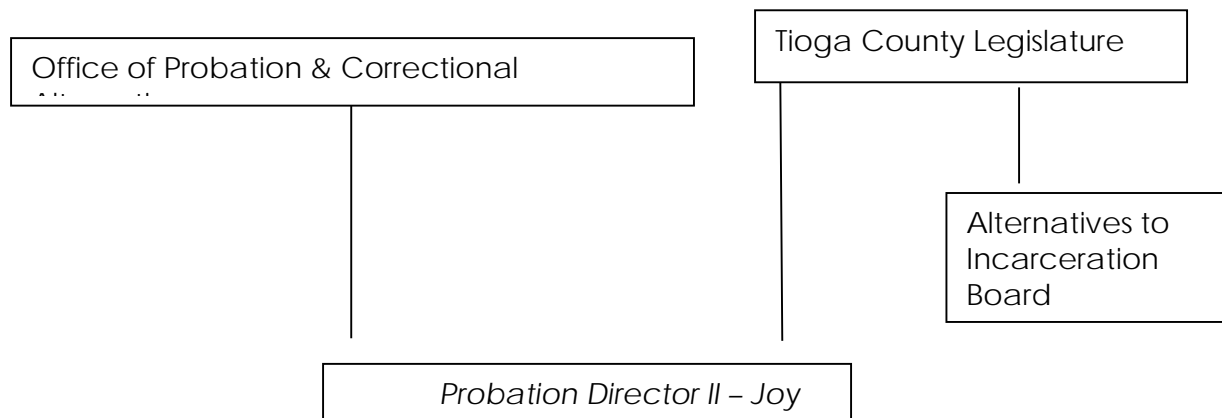 Office of Probation & Correctional
Tioga County Legislature
Alternatives to
Incarceration
Board
Probation Director II – Joy